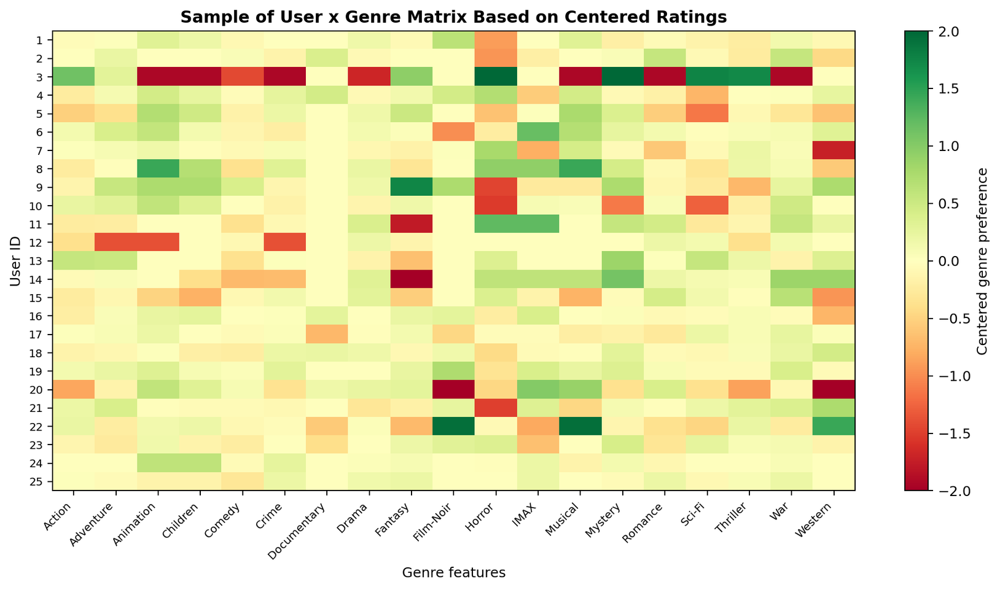 Sample of User x Genre Matrix Based on Centered Ratings
User ID
1
2
3
4
5
6
7
8
9
10
11
12
13
14
15
16
17
18
19
20
21
22
23
24
25
Action
Adventure
Animation
Children
Comedy
Crime
Documentary
Drama
Fantasy
Film-Noir
Horror
IMAX
Musical
Mystery
Romance
Sci-Fi
Thriller
War
Western
Genre features
2.0
1.5
1.0
0.5
0.0
−0.5
−1.0
−1.5
−2.0
Centered genre preference